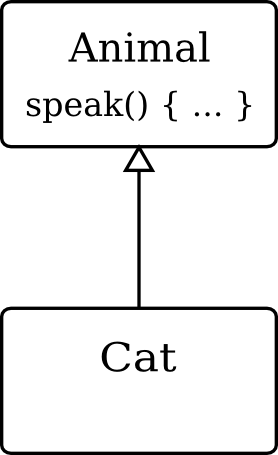 Animal
speak() { ... }
Cat